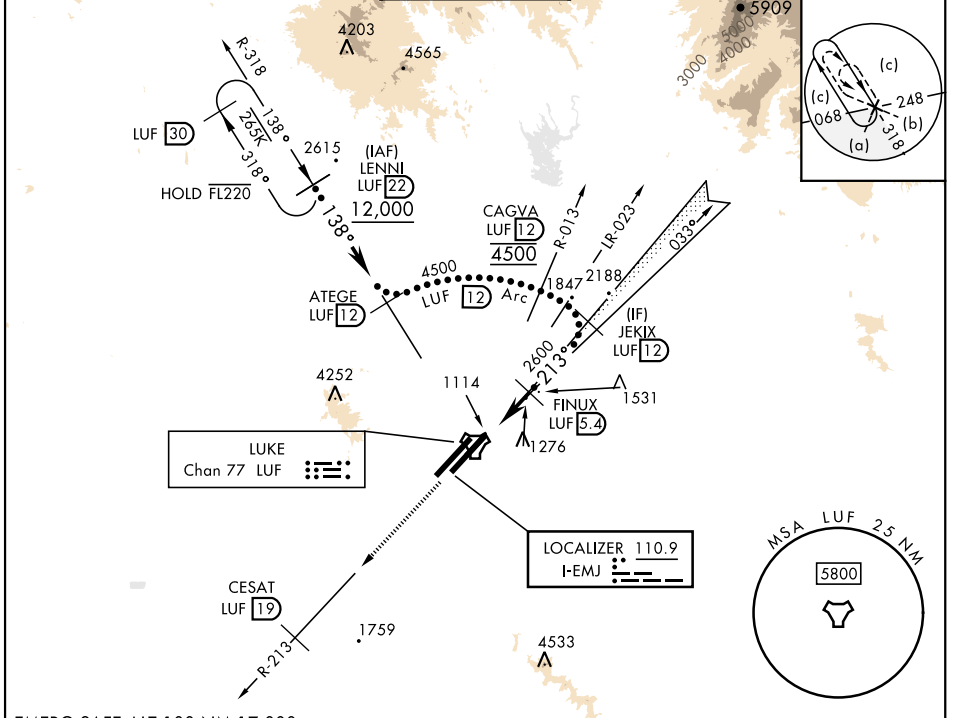 5909
5000
4000
3000
4203
4565
R-318
138°
265K
318°
LUF 30
HOLD FL220
2615
(IAF)
LENNI
LUF 22
12,000
138°
(c)
(c)
248
068
(b)
(a)
318
CAGVA
LUF 12
4500
R-013
LR-023
033°
4500
LUF 12 Arc
1847
2188
ATEGE
LUF 12
(IF)
JEKIX
LUF 12
2600
213°
4252
1114
1531
FINUX
LUF 5.4
1276
LUKE
Chan 77 LUF
LOCALIZER 110.9
I-EMJ
MSA LUF 25 NM
5800
CESAT
LUF 19
1759
R-213
4533